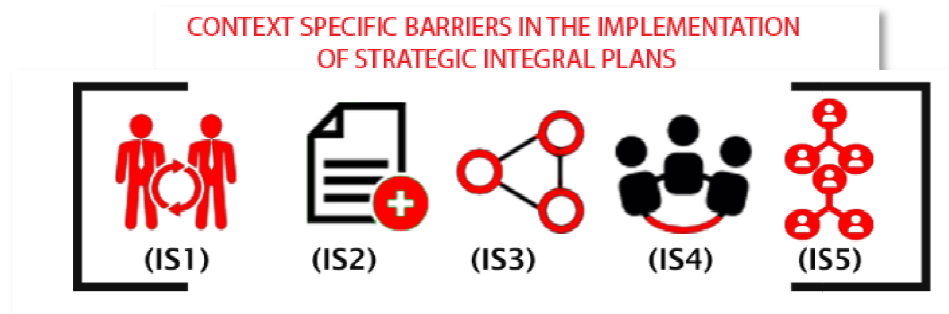 CONTEXT SPECIFIC BARRIERS IN THE IMPLEMENTATION
OF STRATEGIC INTEGRAL PLANS
(IS1) (IS2) (IS3) (IS4) (IS5)